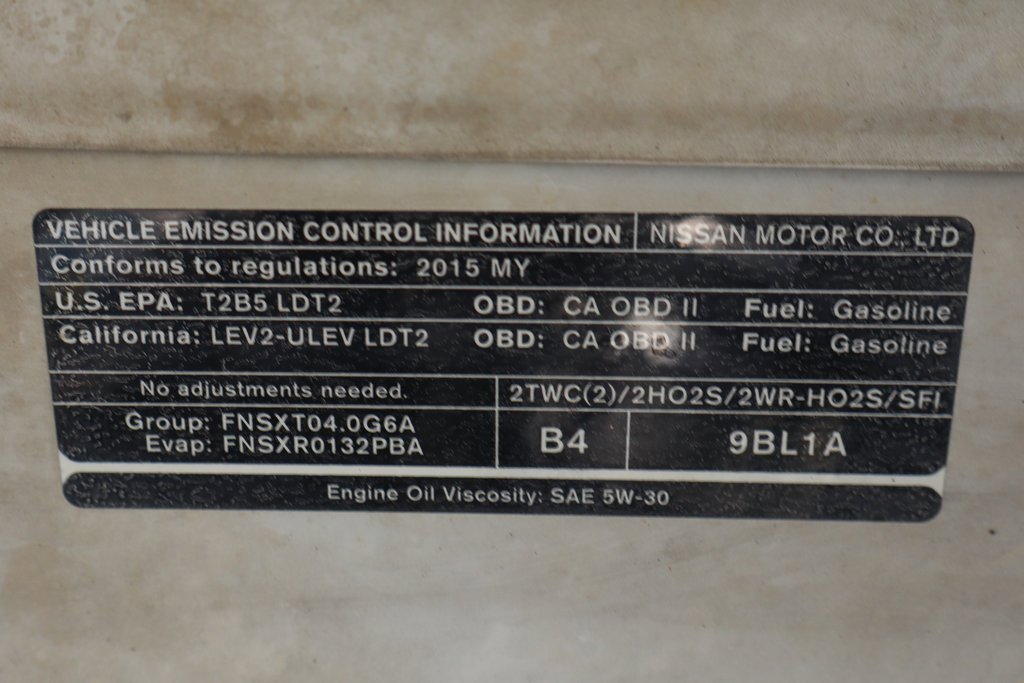 VEHICLE EMISSION CONTROL INFORMATION NISSAN MOTOR CO., LTD
Conforms to regulations: 2015 MY
U.S. EPA: T2B5 LDT2 OBD: CA OBD II Fuel: Gasoline
California: LEV2-ULEV LDT2 OBD: CA OBD II Fuel: Gasoline
No adjustments needed. 2TWC(2)/2HO2S/2WR-HO2S/SFI
Group: FNSXT04.0G6A
Evap: FNSXR0132PBA
B4 9BL1A
Engine Oil Viscosity: SAE 5W-30